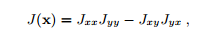 J(x) = J_{xx}J_{yy} − J_{xy}J_{yx} ,